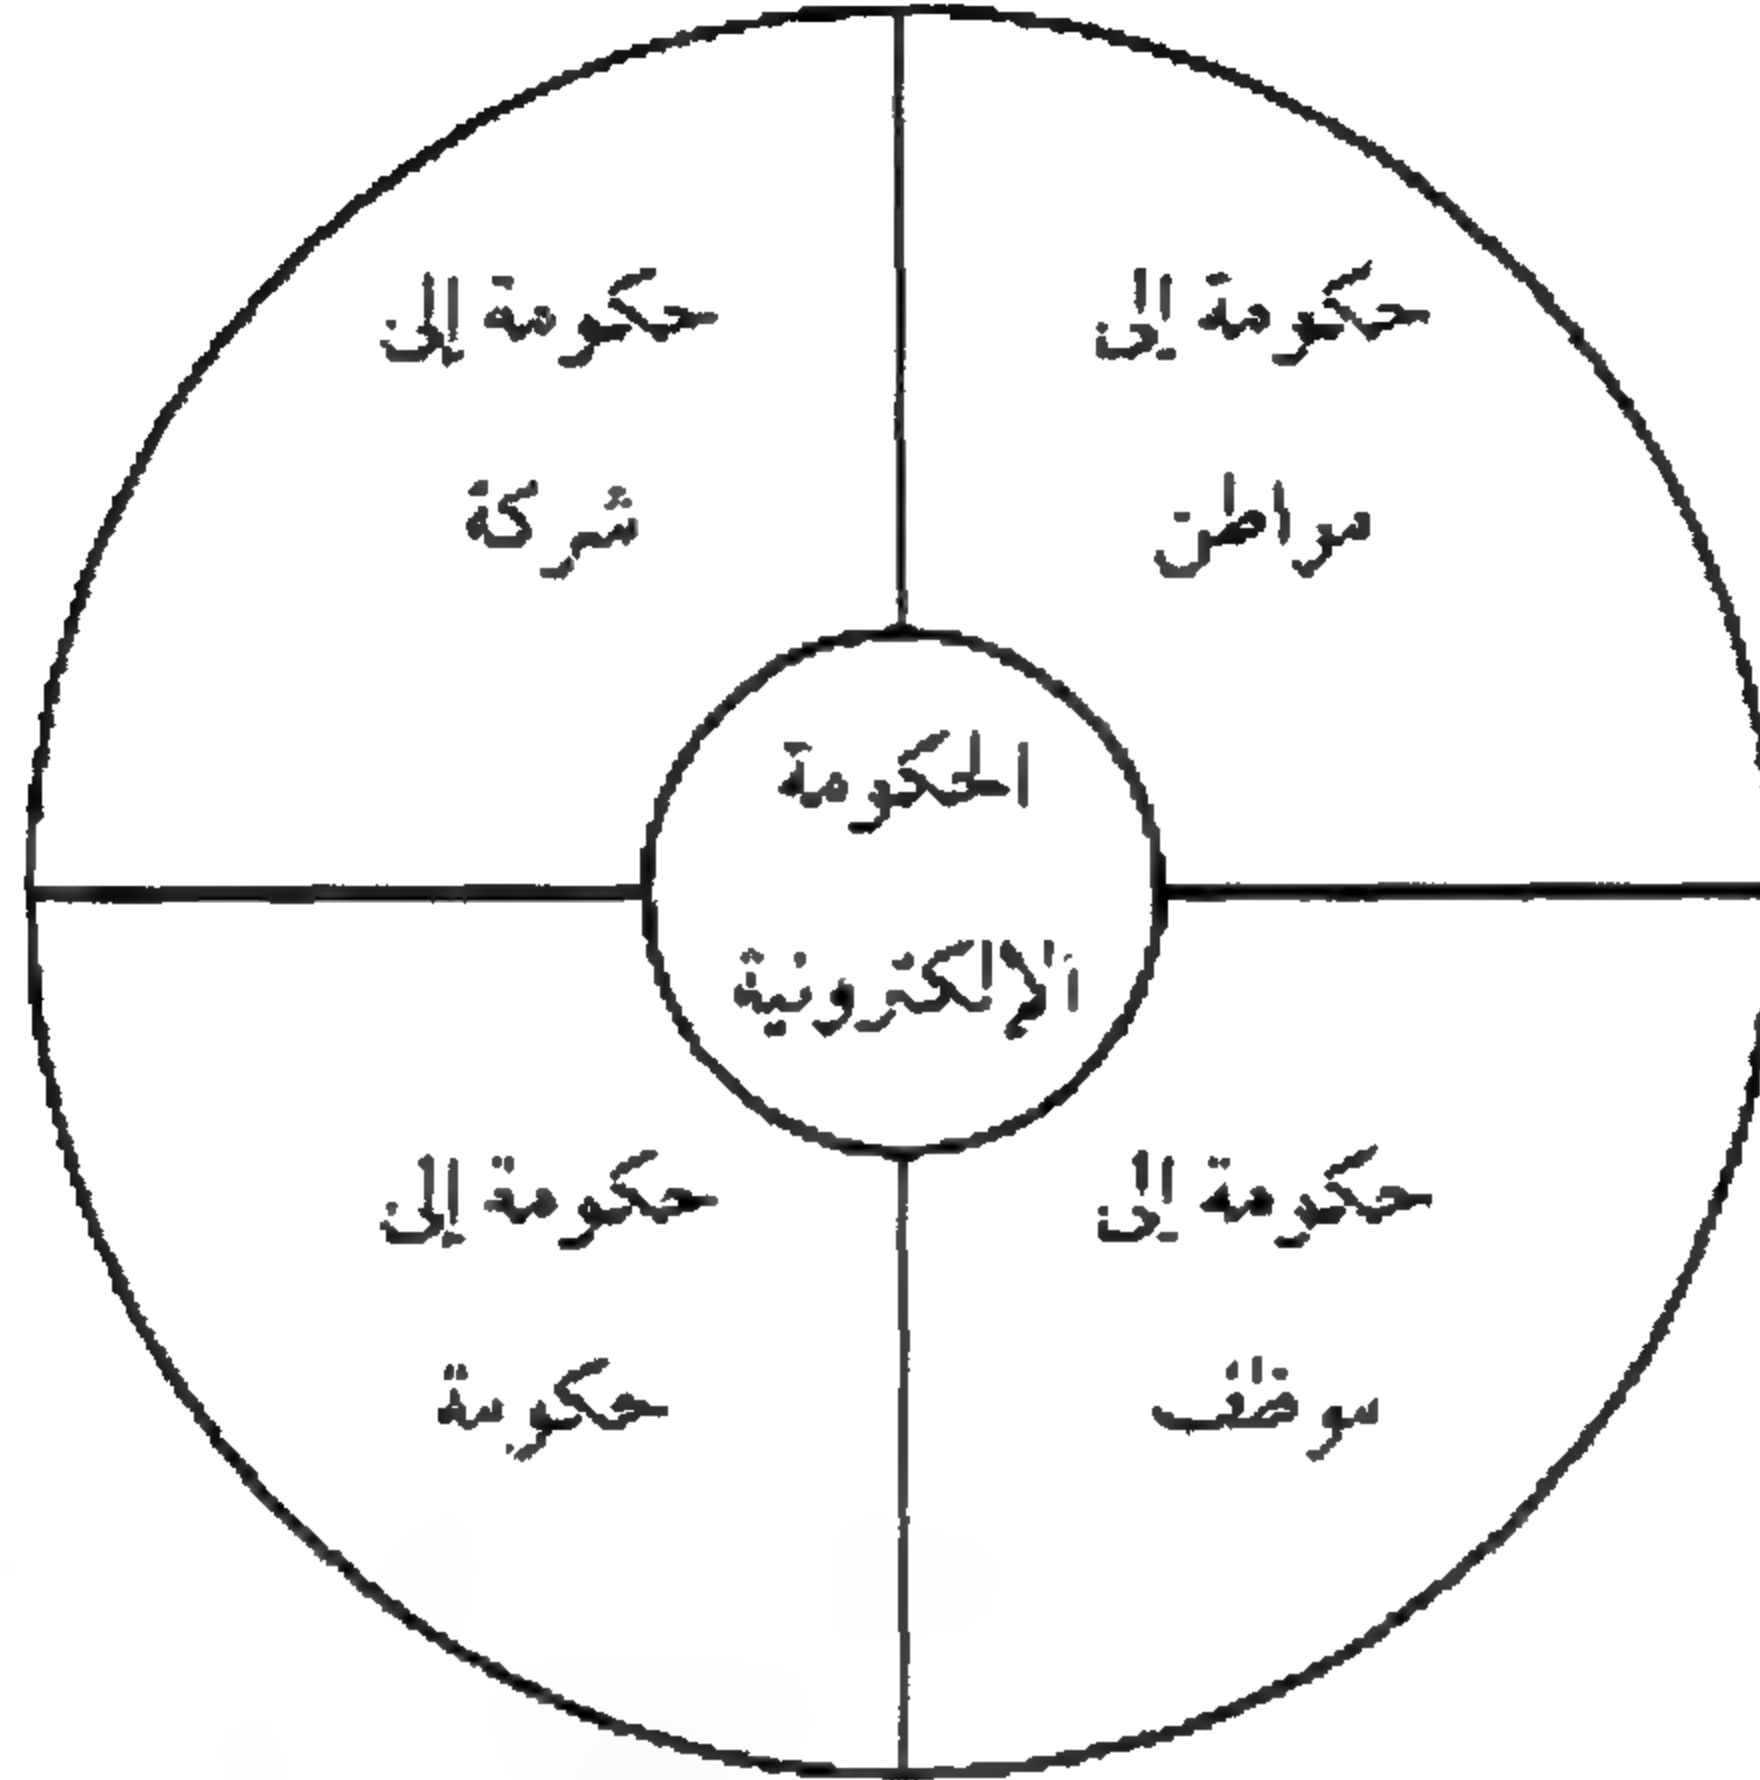 حكومة إلى
مواطن
حكومة إلى
شركة
الحكومة
الإلكترونية
حكومة إلى
موظف
حكومة إلى
حكومة